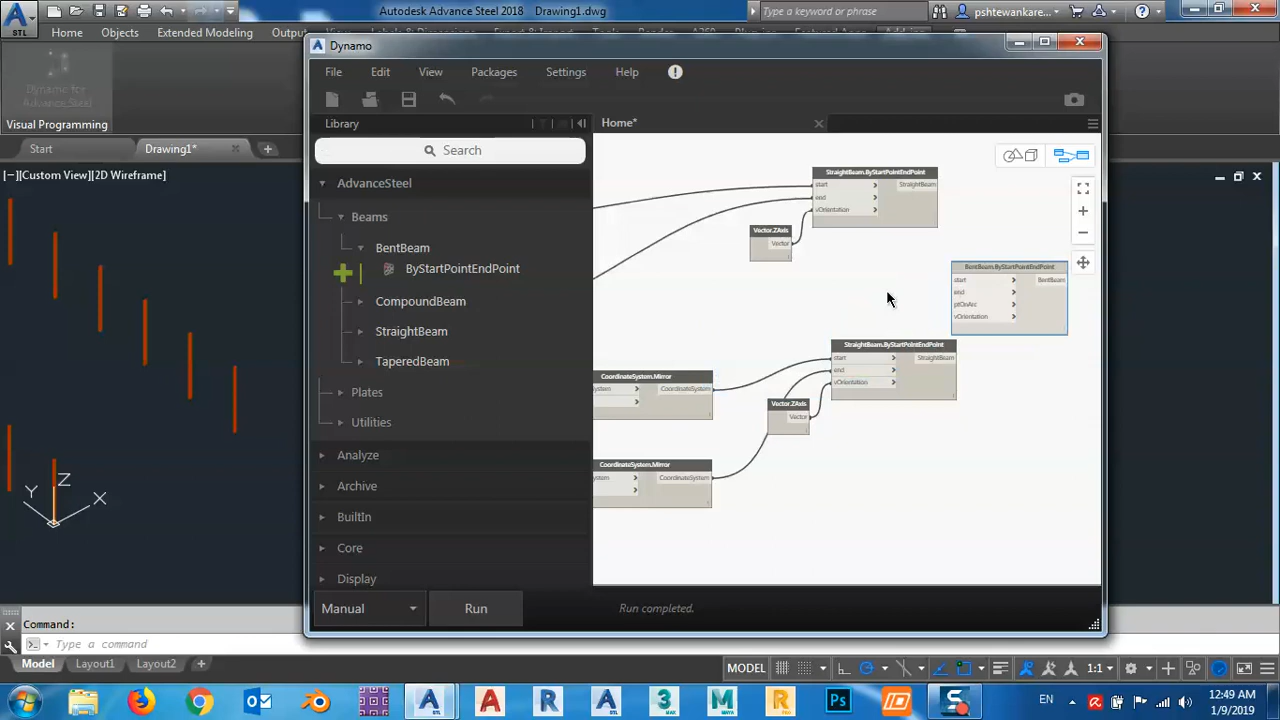 Autodesk Advance Steel 2018 Drawing1.dwg
Type a keyword or phrase
pshtewankare...
STL
Home Objects Extended Modeling Output
Dynamo for
AdvanceSteel
Visual Programming
Start
Drawing1*
[−][Custom View][2D Wireframe]
Dynamo
File Edit View Packages Settings Help
Library
Home*
Search
AdvanceSteel
Beams
BentBeam
ByStartPointEndPoint
CompoundBeam
StraightBeam
TaperedBeam
Plates
Utilities
Analyze
Archive
BuiltIn
Core
Display
StraightBeam.ByStartPointEndPoint
start
StraightBeam
end
vOrientation
Vector.ZAxis
Vector
BentBeam.ByStartPointEndPoint
start
BentBeam
end
ptOnArc
vOrientation
StraightBeam.ByStartPointEndPoint
start
StraightBeam
end
vOrientation
CoordinateSystem.Mirror
CoordinateSystem
Vector.ZAxis
Vector
CoordinateSystem.Mirror
CoordinateSystem
Z
Y
X
Manual
Run
Run completed.
Command:
Type a command
Model Layout1 Layout2
MODEL
1:1
EN
12:49 AM
1/9/2019